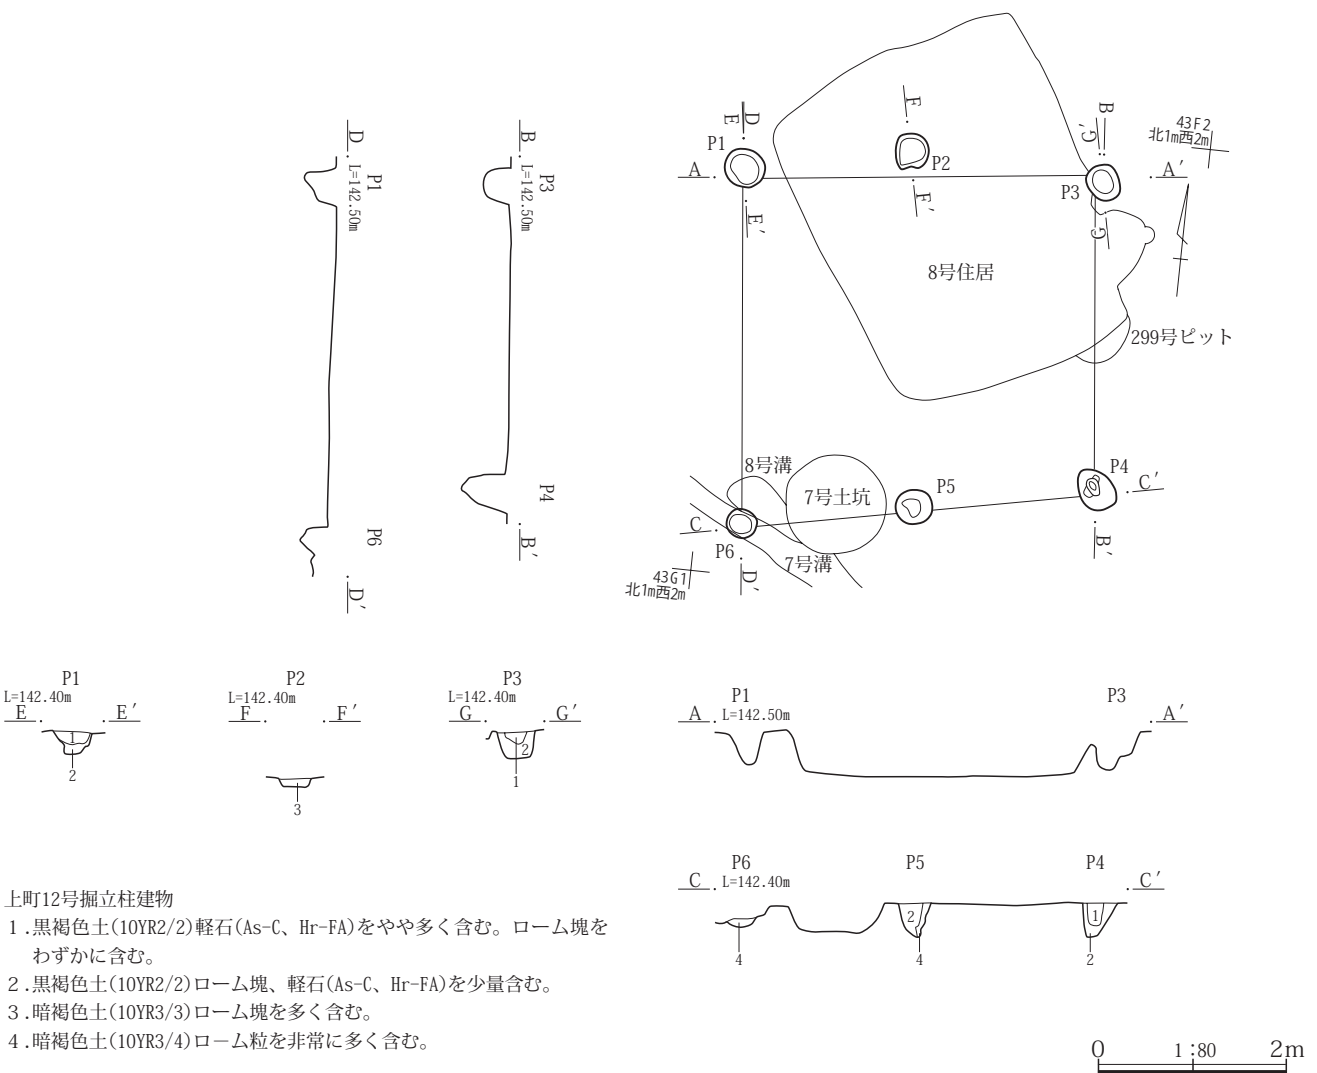 D
P1
L=142.50m
P6
D′
B
P3
L=142.50m
P4
B′
E
D
P1
A
E′
F
P2
F′
B
G′
P3
G
A′
43F2
北1m西2m
8号住居
299号ピット
8号溝
7号土坑
P5
P4
C′
C
P6
7号溝
B′
D′
43G1
北1m西2m
P1
L=142.40m
E
E′
1
2
P2
L=142.40m
F
F′
3
P3
L=142.40m
G
G′
2
1
P1
P3
A
L=142.50m
A′
P6
P5
P4
C
L=142.40m
C′
2
1
4
4
2
上町12号掘立柱建物
1.黒褐色土(10YR2/2)軽石(As-C、Hr-FA)をやや多く含む。ローム塊を
わずかに含む。
2.黒褐色土(10YR2/2)ローム塊、軽石(As-C、Hr-FA)を少量含む。
3.暗褐色土(10YR3/3)ローム塊を多く含む。
4.暗褐色土(10YR3/4)ローム粒を非常に多く含む。
0
1:80
2m